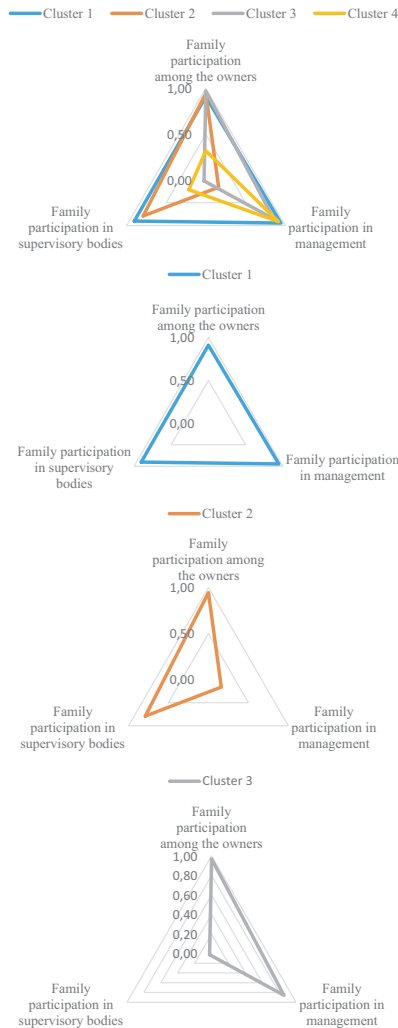 Cluster 1 Cluster 2 Cluster 3 Cluster 4
Family
participation
among the owners
1,00
0,50
0,00
Family
participation in
supervisory bodies
Family
participation in
management
Cluster 1
Family participation
among the owners
1,00
0,50
0,00
Family participation
in supervisory
bodies
Family participation
in management
Cluster 2
Family
participation among
the owners
1,00
0,50
0,00
Family
participation in
supervisory bodies
Family
participation in
management
Cluster 3
Family
participation
among the owners
1,00
0,80
0,60
0,40
0,20
0,00
Family
participation in
supervisory bodies
Family
participation in
management